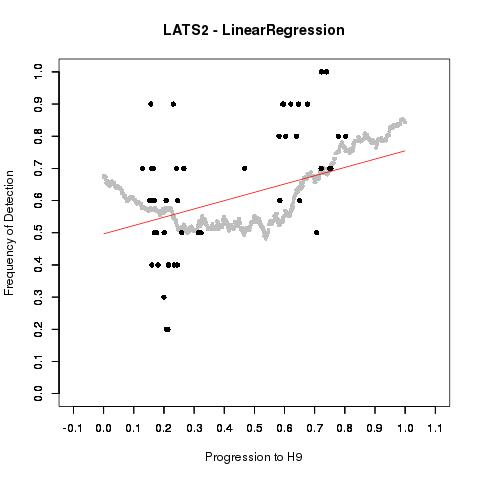 LATS2 - LinearRegression
Frequency of Detection
1.0
0.9
0.8
0.7
0.6
0.5
0.4
0.3
0.2
0.1
0.0
-0.1 0.0 0.1 0.2 0.3 0.4 0.5 0.6 0.7 0.8 0.9 1.0 1.1
Progression to H9